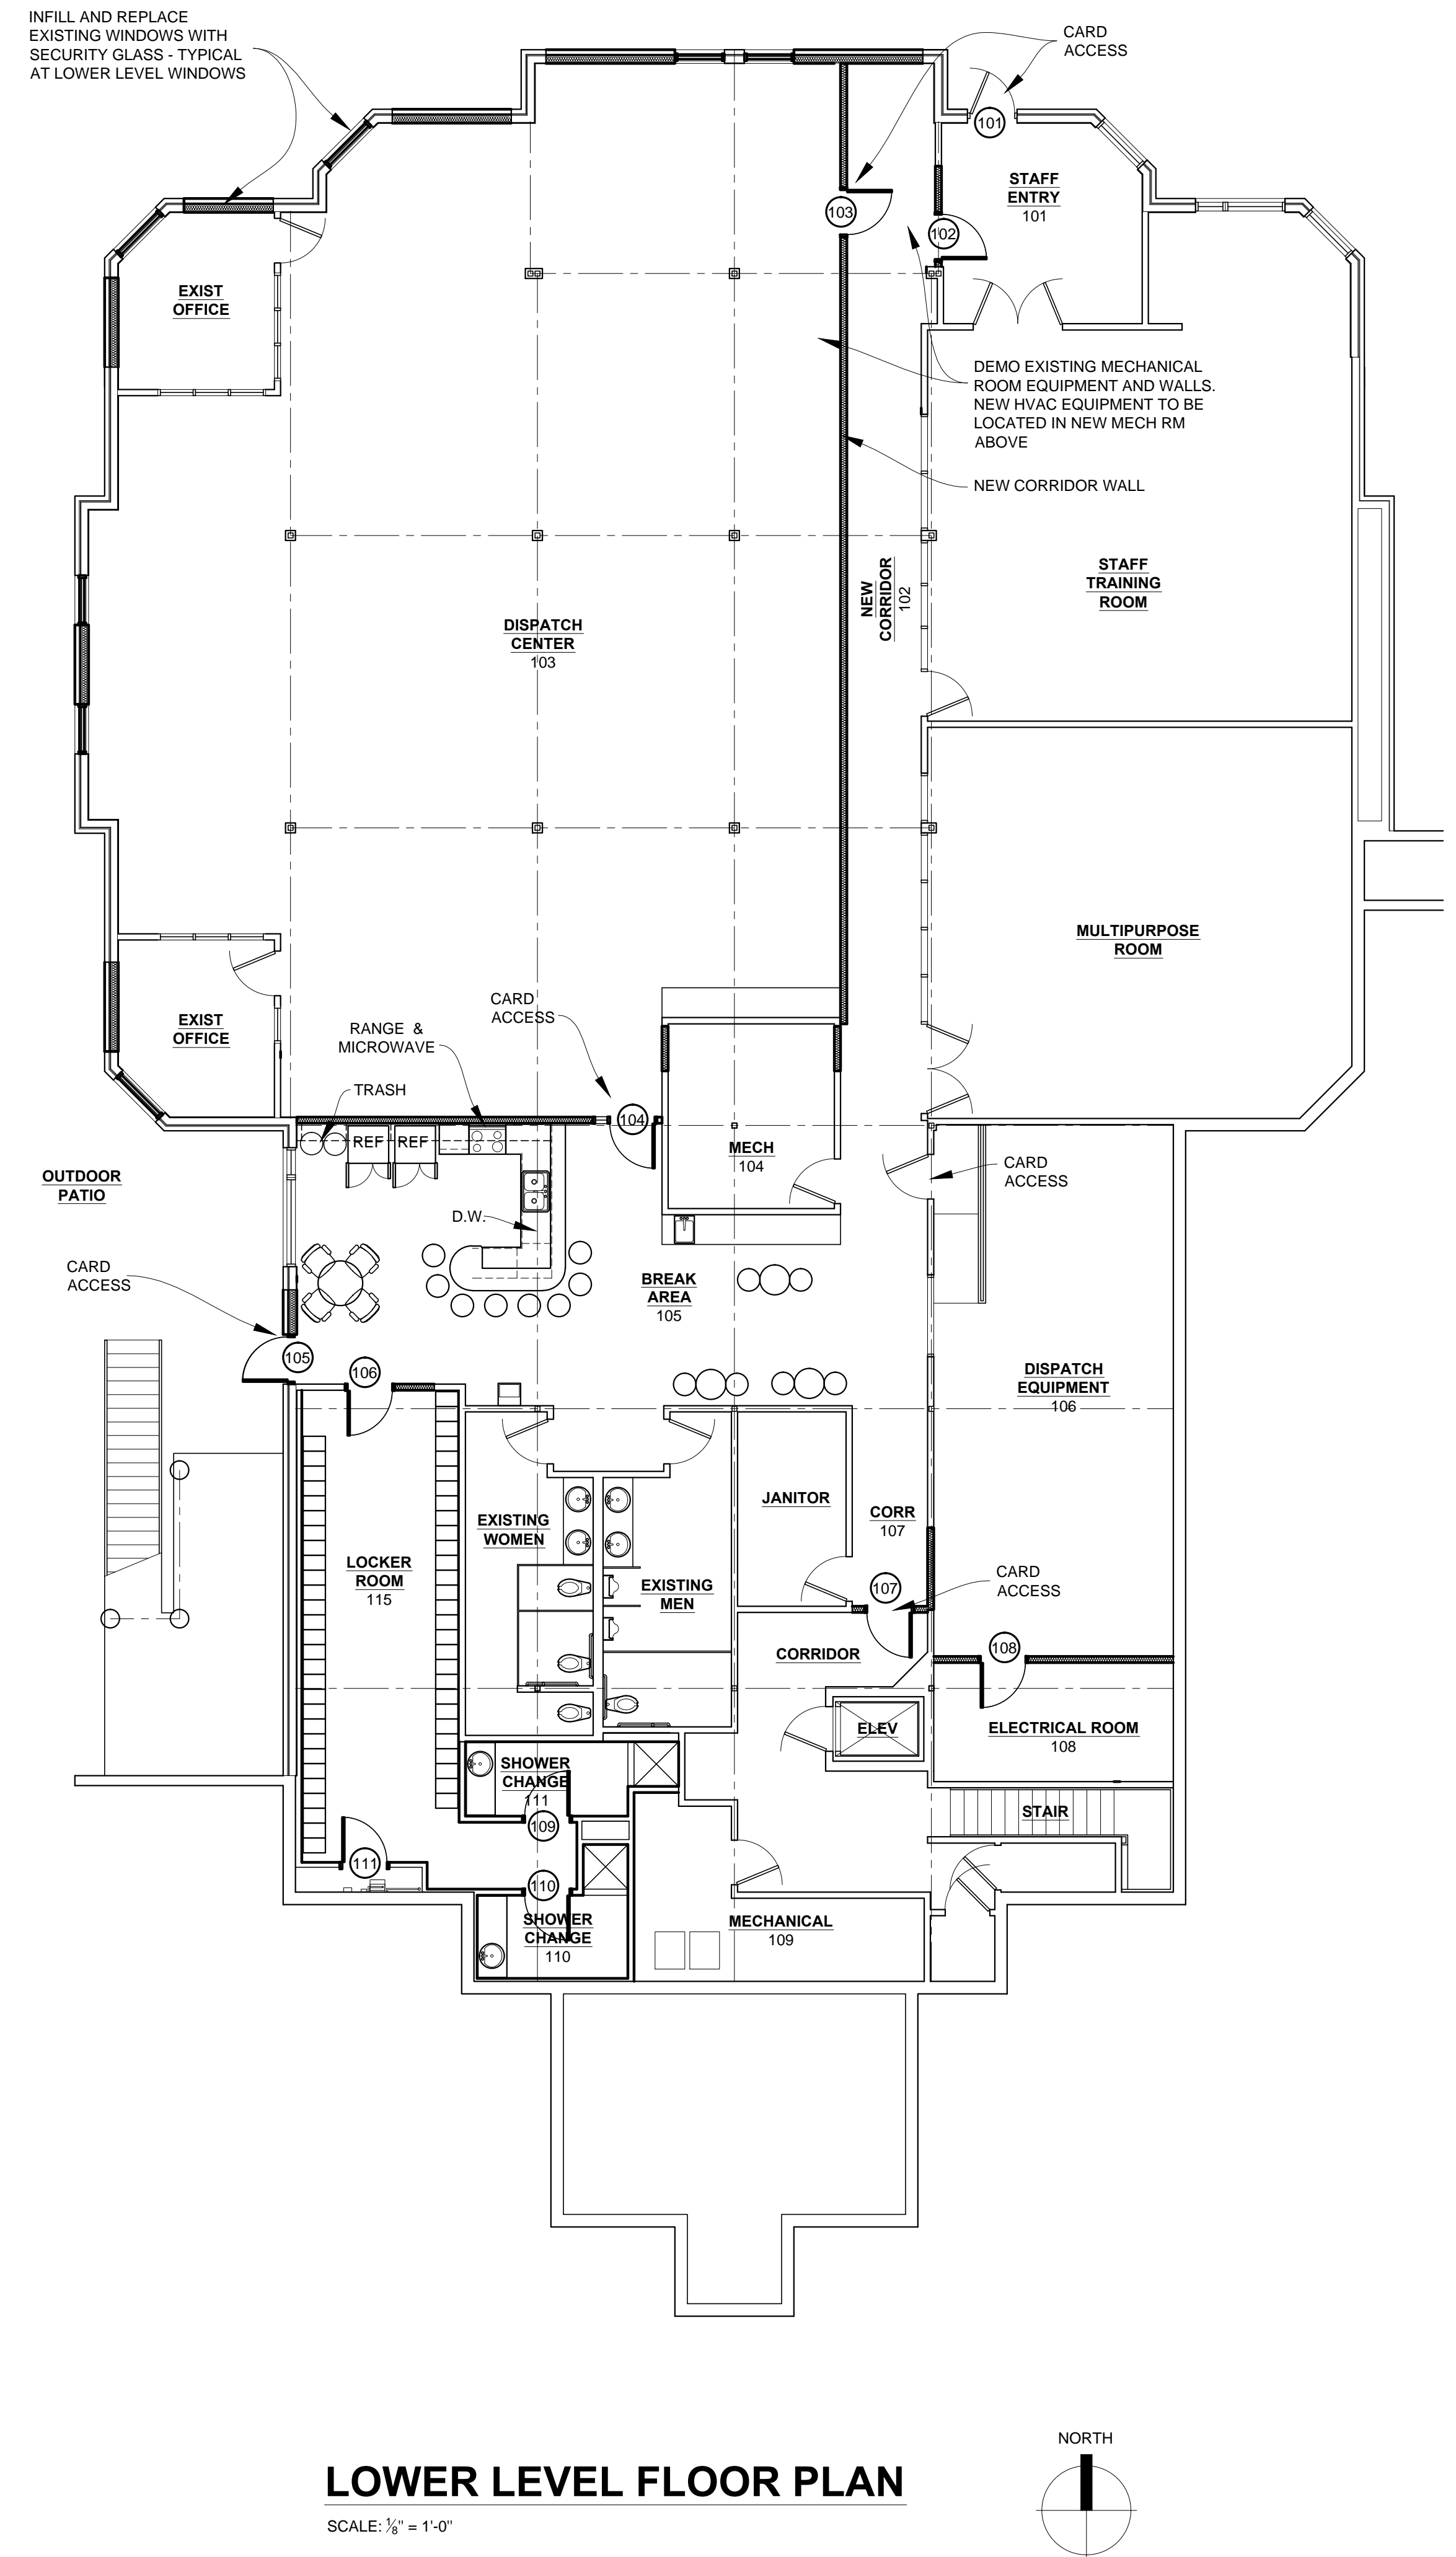 INFILL AND REPLACE
EXISTING WINDOWS WITH
SECURITY GLASS - TYPICAL
AT LOWER LEVEL WINDOWS
CARD
ACCESS
101
STAFF
ENTRY
101
103
102
EXIST
OFFICE
DEMO EXISTING MECHANICAL
ROOM EQUIPMENT AND WALLS.
NEW HVAC EQUIPMENT TO BE
LOCATED IN NEW MECH RM
ABOVE
NEW CORRIDOR WALL
STAFF
TRAINING
ROOM
NEW
CORRIDOR
102
DISPATCH
CENTER
103
MULTIPURPOSE
ROOM
EXIST
OFFICE
CARD
ACCESS
RANGE &
MICROWAVE
TRASH
104
REF
REF
MECH
104
CARD
ACCESS
OUTDOOR
PATIO
D.W.
CARD
ACCESS
BREAK
AREA
105
105
106
DISPATCH
EQUIPMENT
106
JANITOR
CORR
107
EXISTING
WOMEN
LOCKER
ROOM
115
EXISTING
MEN
107
CARD
ACCESS
108
CORRIDOR
ELEV
ELECTRICAL ROOM
108
SHOWER
CHANGE
111
109
STAIR
111
110
SHOWER
CHANGE
110
MECHANICAL
109
NORTH
LOWER LEVEL FLOOR PLAN
SCALE: 1/8" = 1'-0"